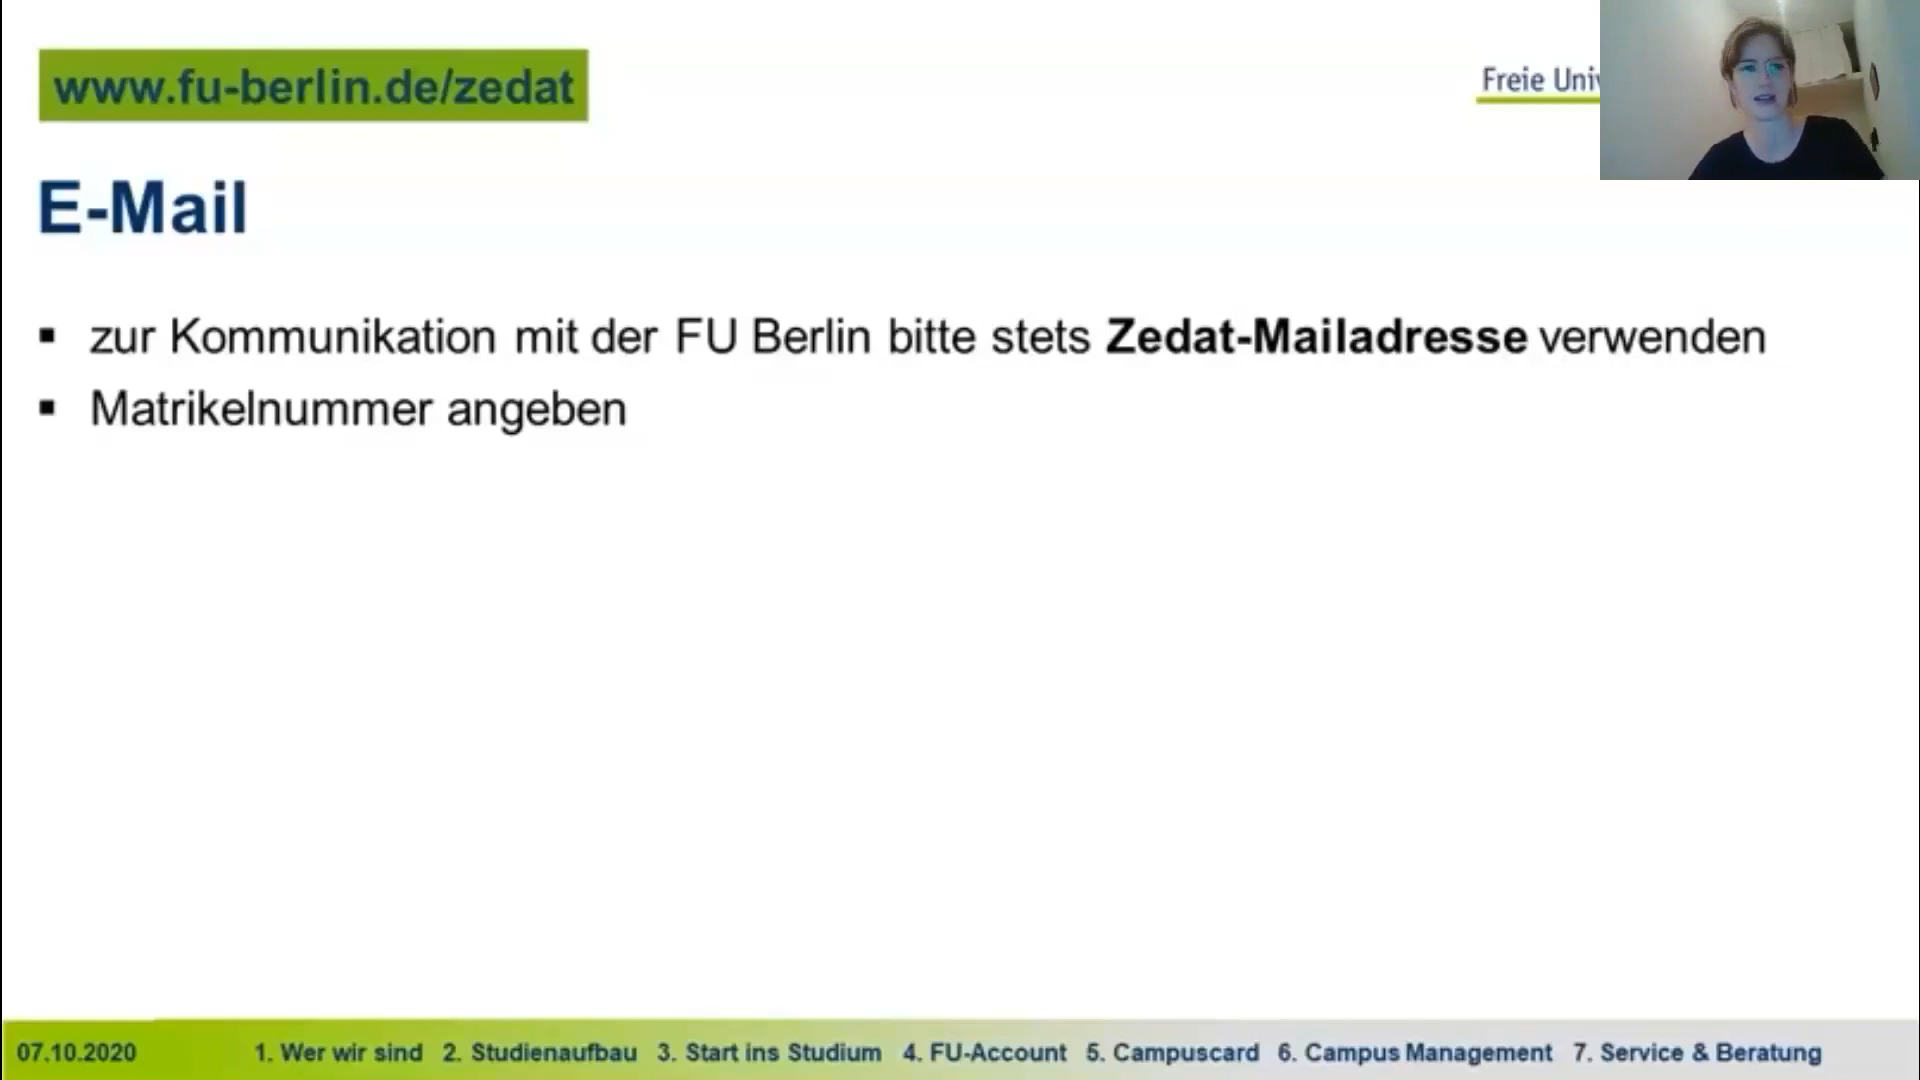 www.fu-berlin.de/zedat
Freie Univ
E-Mail
▪ zur Kommunikation mit der FU Berlin bitte stets Zedat-Mailadresse verwenden
▪ Matrikelnummer angeben
07.10.2020 1. Wer wir sind 2. Studienaufbau 3. Start ins Studium 4. FU-Account 5. Campuscard 6. Campus Management 7. Service & Beratung